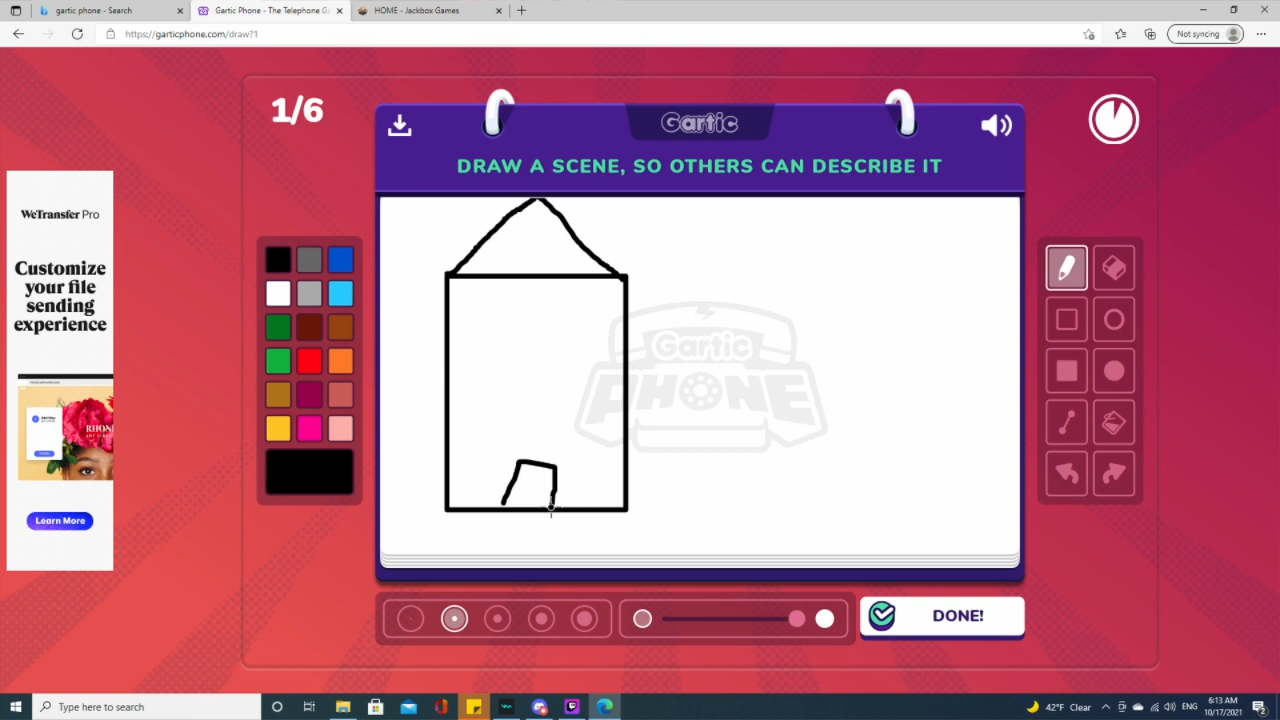 gartic phone - Search
Gartic Phone - The Telephone G
HOME - Jackbox Games
https://garticphone.com/draw?1
Not syncing
1/6
Gartic
DRAW A SCENE, SO OTHERS CAN DESCRIBE IT
WeTransfer Pro
Customize
your file
sending
experience
Learn More
Gartic
PHONE
DONE!
Type here to search
42°F Clear
ENG
6:13 AM
10/17/2021
2